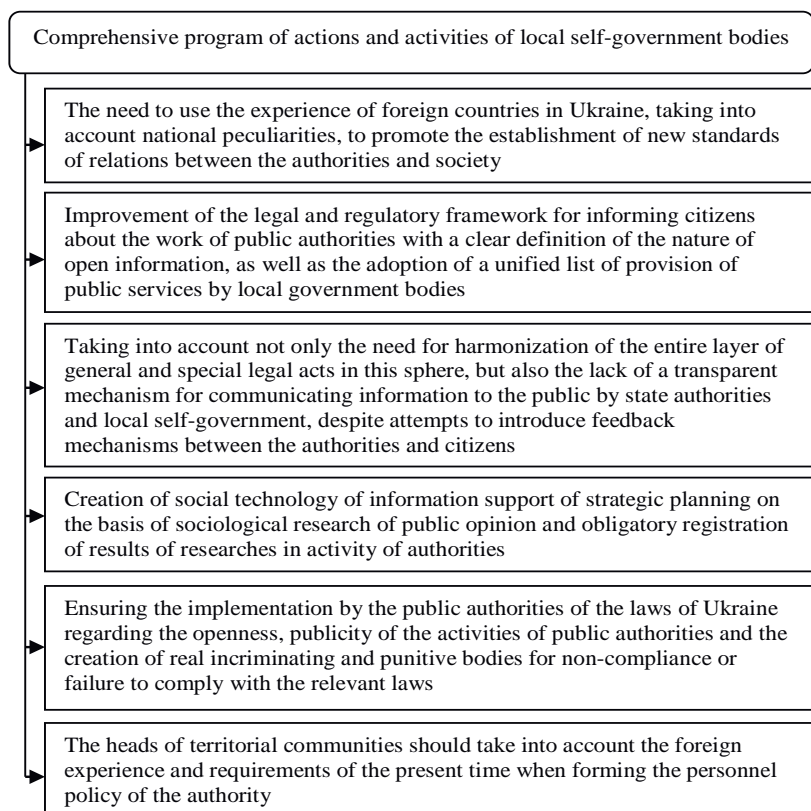 Comprehensive program of actions and activities of local self-government bodies
The need to use the experience of foreign countries in Ukraine, taking into
account national peculiarities, to promote the establishment of new standards
of relations between the authorities and society
Improvement of the legal and regulatory framework for informing citizens
about the work of public authorities with a clear definition of the nature of
open information, as well as the adoption of a unified list of provision of
public services by local government bodies
Taking into account not only the need for harmonization of the entire layer of
general and special legal acts in this sphere, but also the lack of a transparent
mechanism for communicating information to the public by state authorities
and local self-government, despite attempts to introduce feedback
mechanisms between the authorities and citizens
Creation of social technology of information support of strategic planning on
the basis of sociological research of public opinion and obligatory registration
of results of researches in activity of authorities
Ensuring the implementation by the public authorities of the laws of Ukraine
regarding the openness, publicity of the activities of public authorities and the
creation of real incriminating and punitive bodies for non-compliance or
failure to comply with the relevant laws
The heads of territorial communities should take into account the foreign
experience and requirements of the present time when forming the personnel
policy of the authority